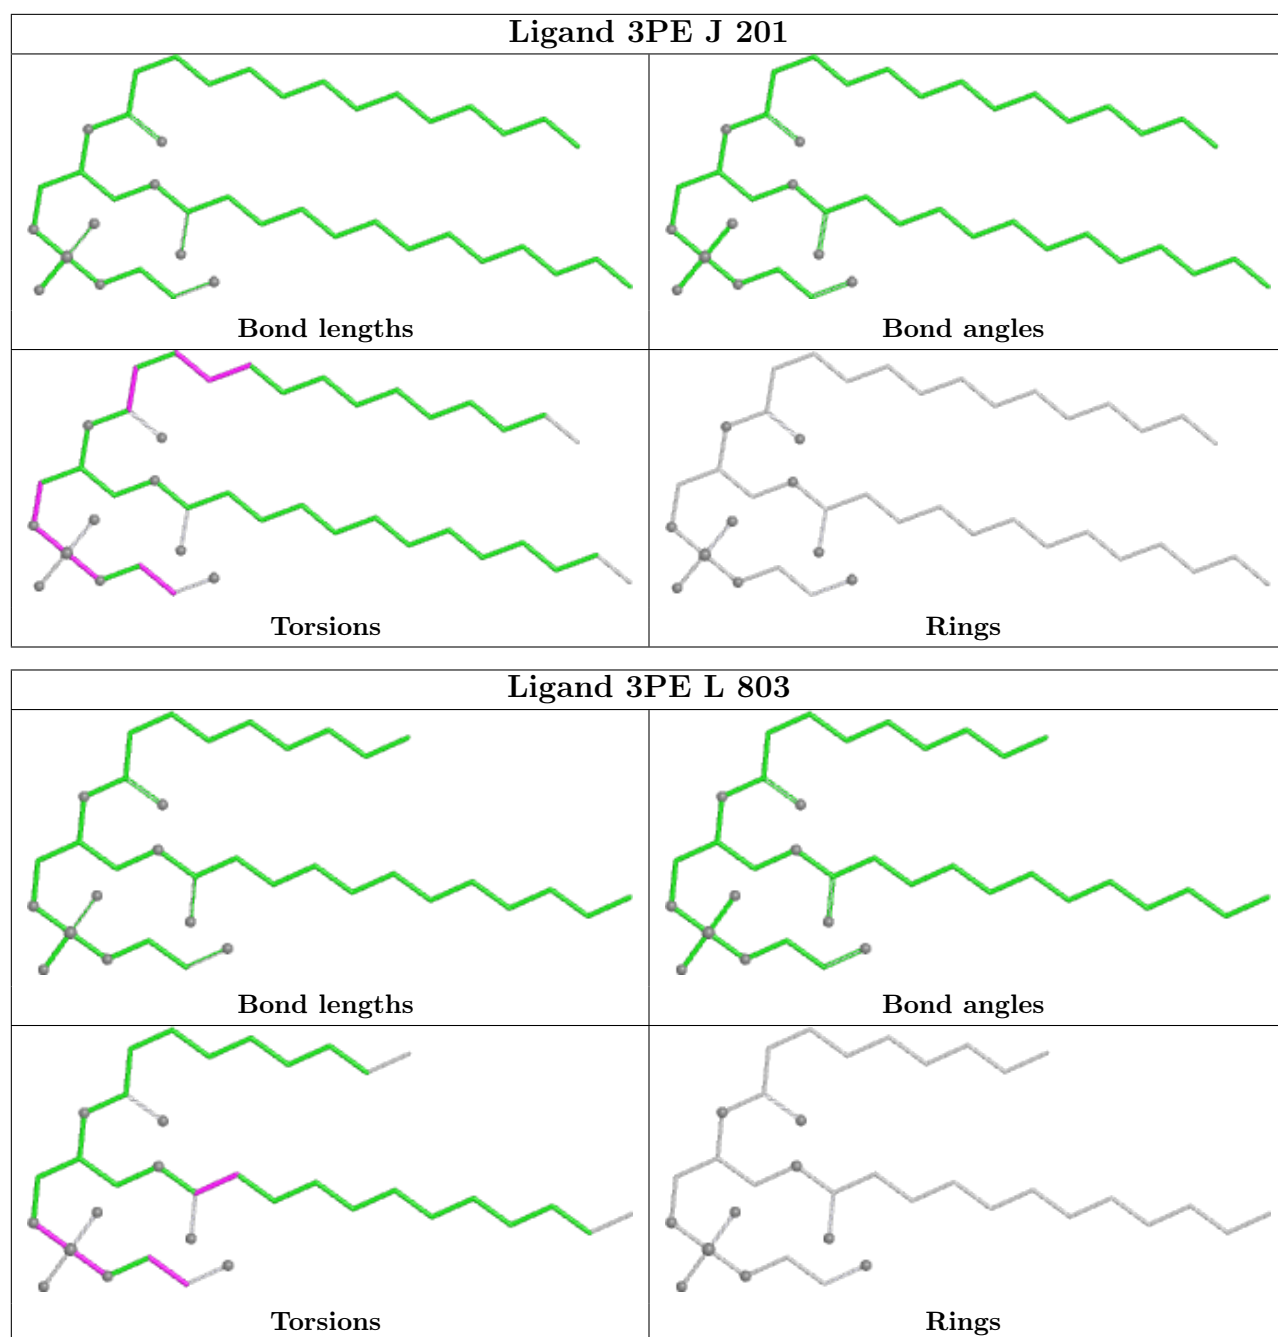 Ligand 3PE J 201
Bond lengths
Bond angles
Torsions
Rings
Ligand 3PE L 803
Bond lengths
Bond angles
Torsions
Rings